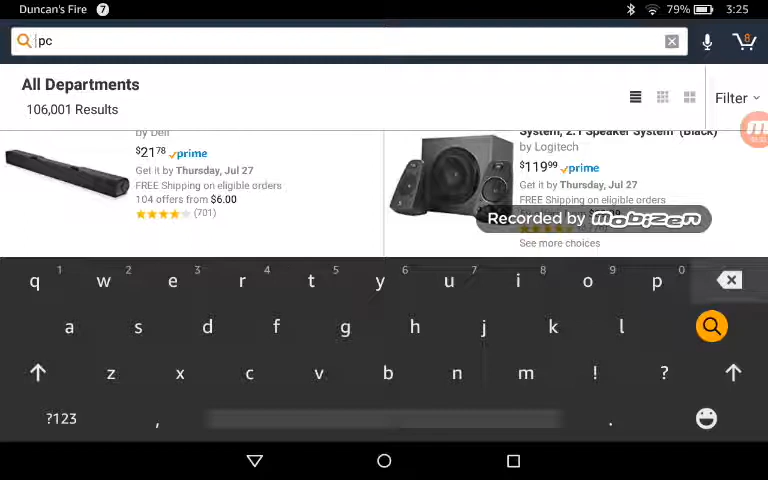 Duncan's Fire 7 79% 3:25
pc 8
All Departments
106,001 Results
Filter
by Dell
$21 78 prime
Get it by Thursday, Jul 27
FREE Shipping on eligible orders
104 offers from $6.00
(701)
System, 2.1 Speaker System (Black)
by Logitech
$119 99 prime
Get it by Thursday, Jul 27
FREE Shipping on eligible orders
Recorded by mobizen
See more choices
1 2 3 4 5 6 7 8 9 0
q w e r t y u i o p
a s d f g h j k l
z x c v b n m ! ?
?123 , .